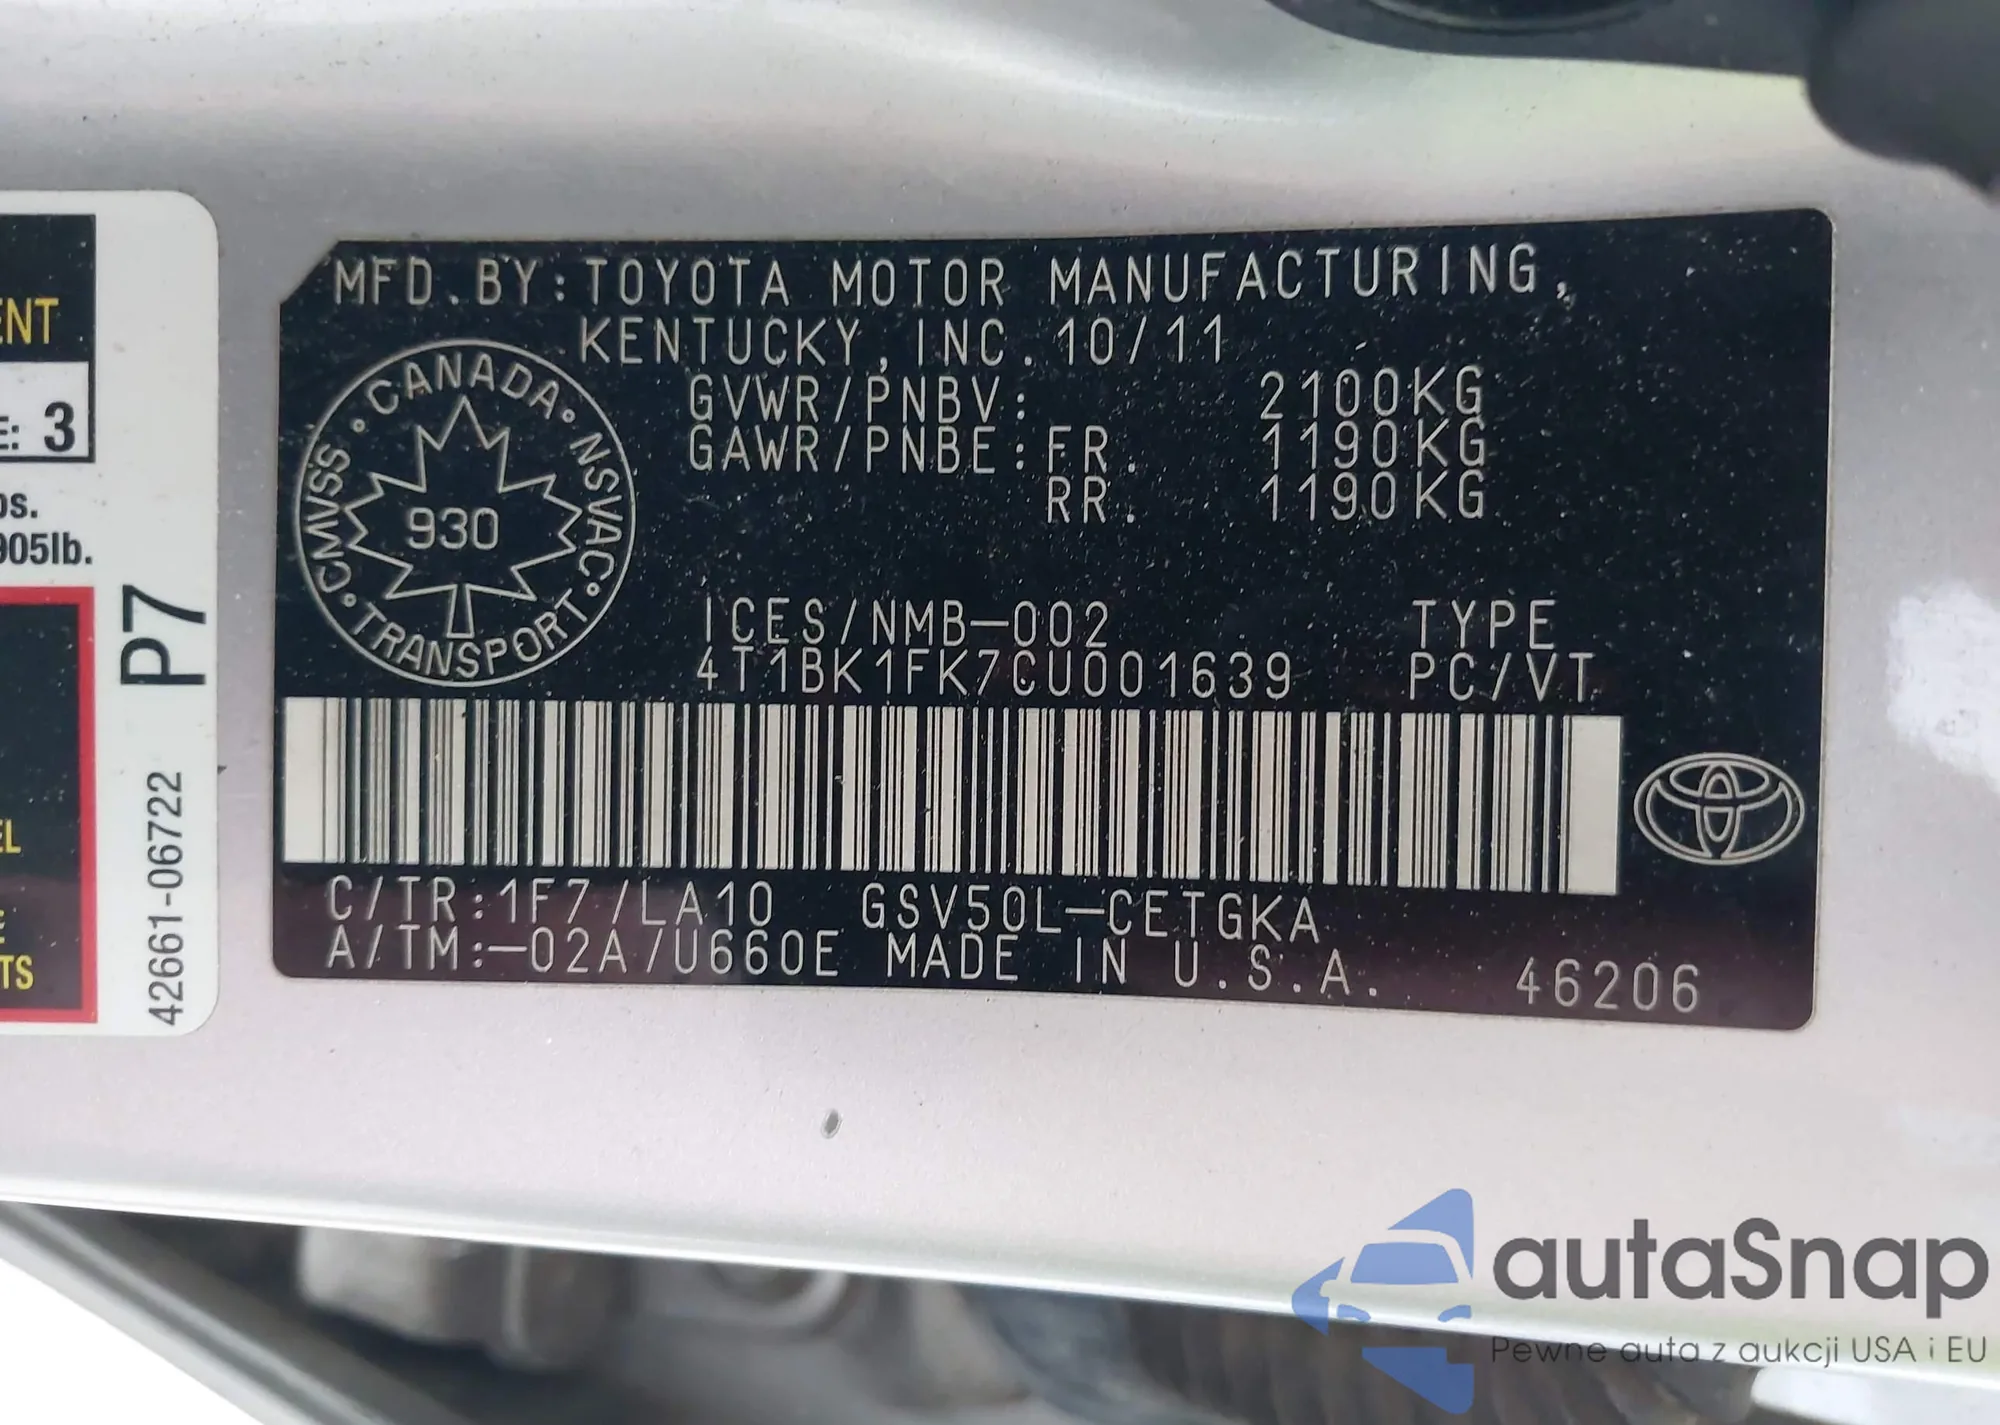 ENT
E: 3
os.
905lb.
EL
E
TS
P7
42661-06722
MFD.BY:TOYOTA MOTOR MANUFACTURING,
KENTUCKY,INC.10/11
GVWR/PNBV: 2100KG
GAWR/PNBE:FR. 1190KG
RR. 1190KG
CANADA·NSVAC·TRANSPORT·CMVSS·
930
ICES/NMB-002 TYPE
4T1BK1FK7CU001639 PC/VT
C/TR:1F7/LA10 GSV50L-CETGKA
A/TM:-02A/U660E MADE IN U.S.A. 46206
autaSnap
Pewne auta z aukcji USA i EU